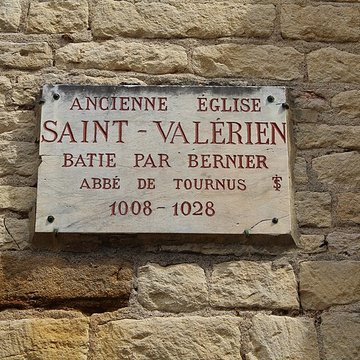 ANCIENNE ÉGLISE
SAINT-VALÉRIEN
BATIE PAR BERNIER
ABBÉ DE TOURNUS
1008-1028